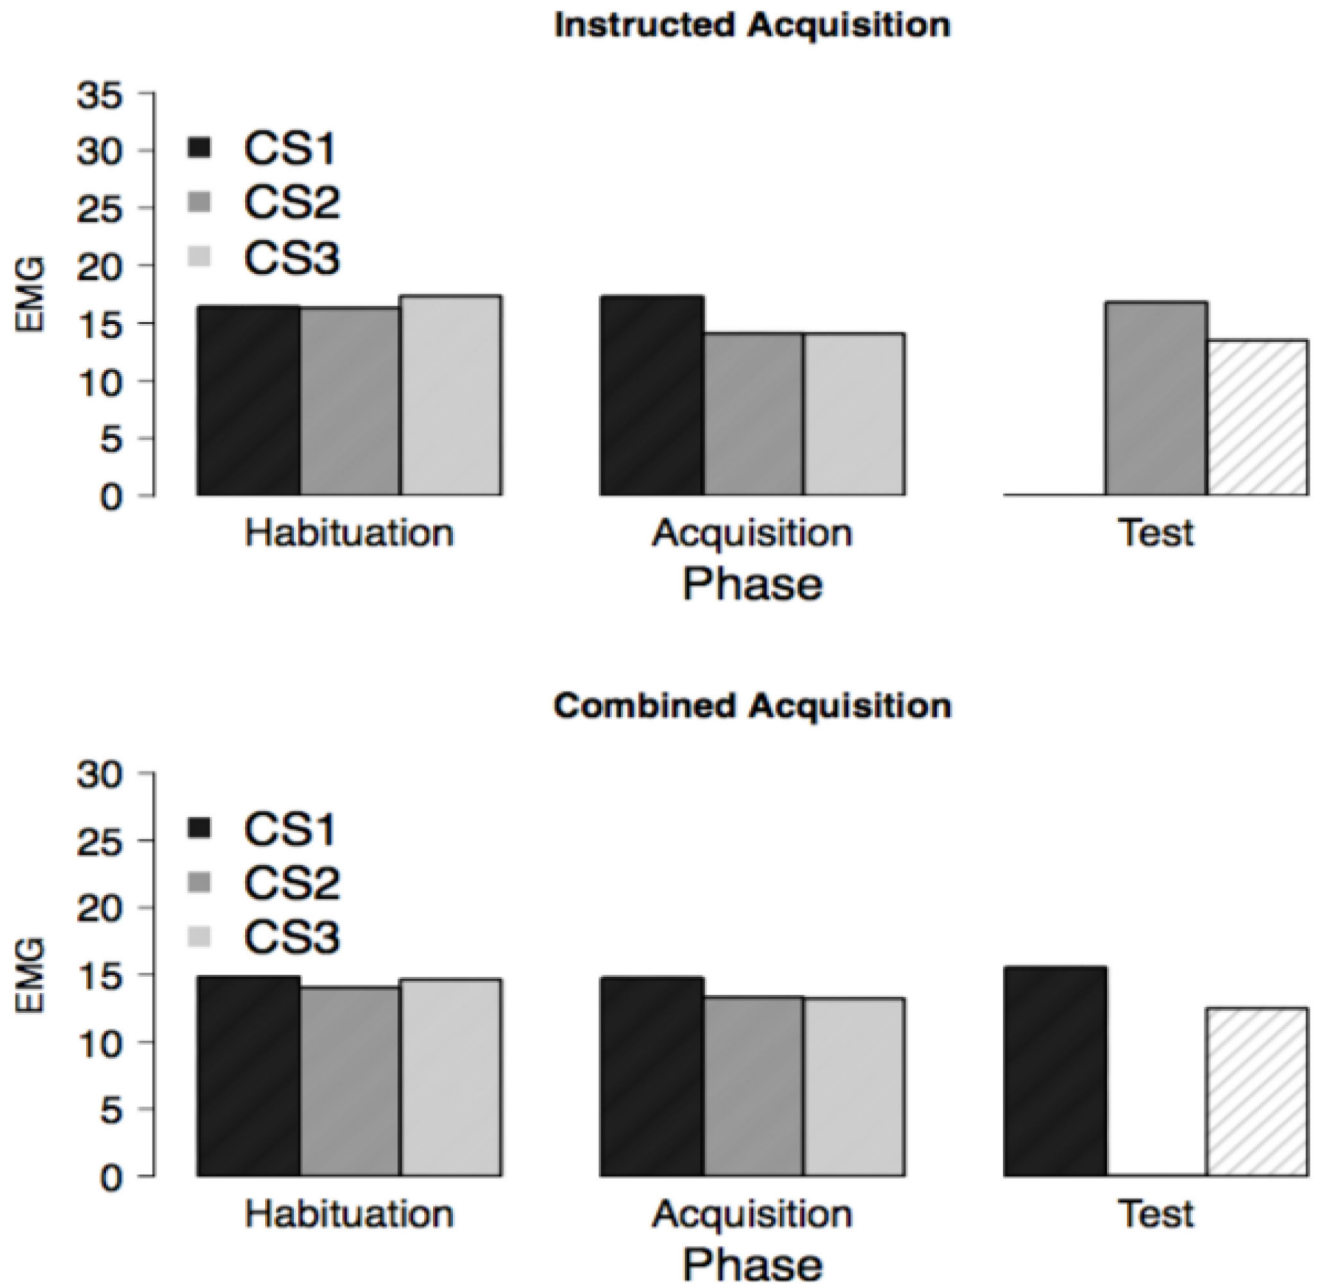 Instructed Acquisition
35
30
25
20
15
10
5
0
EMG
CS1
CS2
CS3
Habituation
Acquisition
Test
Phase
Combined Acquisition
30
25
20
15
10
5
0
EMG
CS1
CS2
CS3
Habituation
Acquisition
Test
Phase